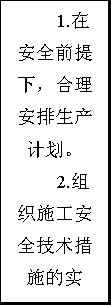 1.在
安全前提
下，合理
安排生产
计划。
2.组
织施工安
全技术措
施的实